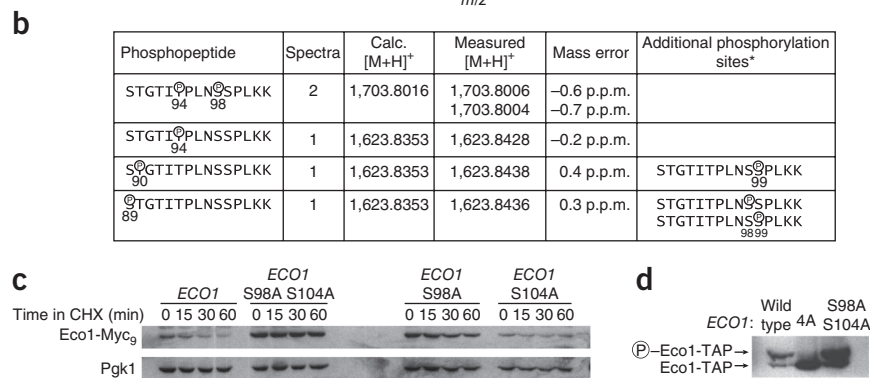 m/z
b
Phosphopeptide Spectra Calc. [M+H]+ Measured [M+H]+ Mass error Additional phosphorylation sites*
Ⓟ Ⓟ
STGTITPLNSSPLKK 2 1,703.8016 1,703.8006 –0.6 p.p.m.
94 98 1,703.8004 –0.7 p.p.m.
Ⓟ
STGTITPLNSSPLKK 1 1,623.8353 1,623.8428 –0.2 p.p.m.
94
Ⓟ Ⓟ
STGTITPLNSSPLKK 1 1,623.8353 1,623.8438 0.4 p.p.m. STGTITPLNSSPLKK
90 99
Ⓟ Ⓟ
STGTITPLNSSPLKK 1 1,623.8353 1,623.8436 0.3 p.p.m. STGTITPLNSSPLKK
Ⓟ
89 STGTITPLNSSPLKK
98 99
c
ECO1 ECO1 S98A S104A ECO1 S98A ECO1 S104A
Time in CHX (min) 0 15 30 60 0 15 30 60 0 15 30 60 0 15 30 60
Eco1-Myc9
Pgk1
d
ECO1: Wild type 4A S98A S104A
Ⓟ–Eco1-TAP→
Eco1-TAP→